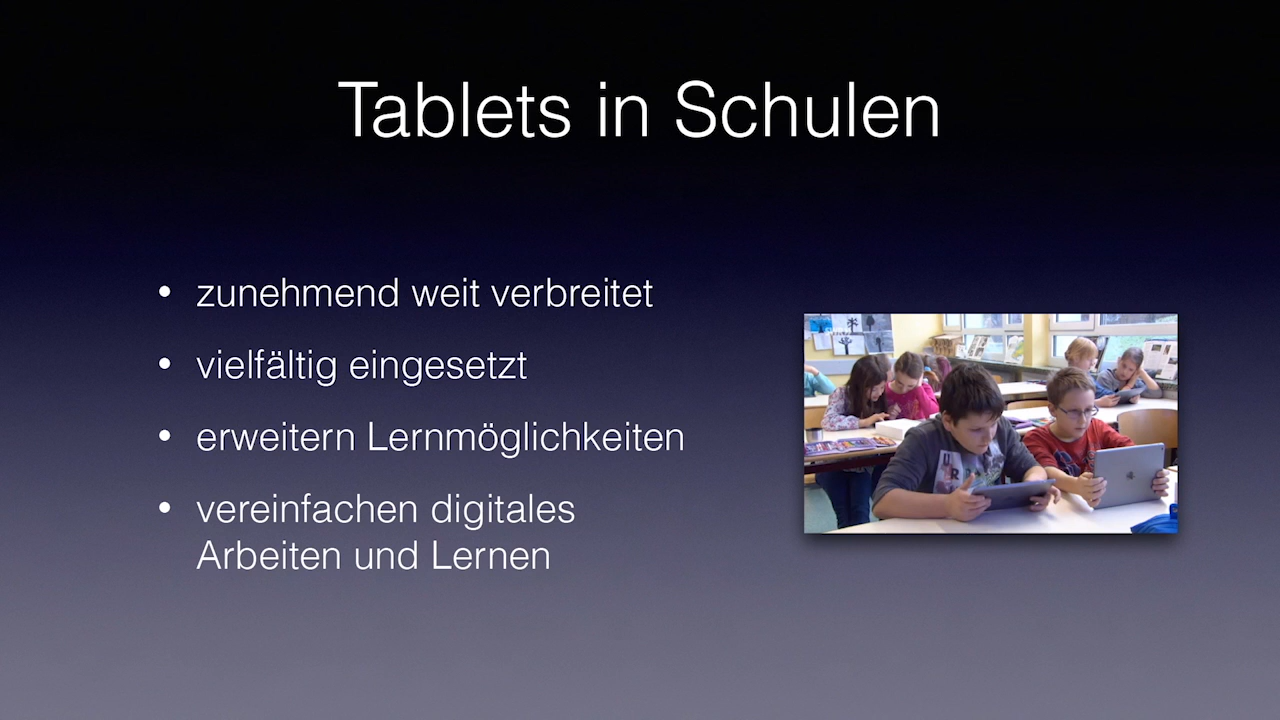 Tablets in Schulen
• zunehmend weit verbreitet
• vielfältig eingesetzt
• erweitern Lernmöglichkeiten
• vereinfachen digitales
Arbeiten und Lernen